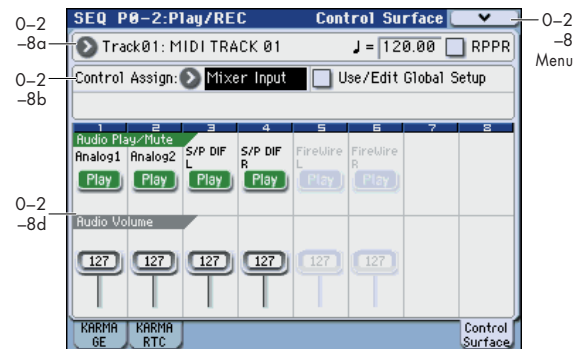 SEQ P0-2:Play/REC Control Surface
0–2
–8a
0–2
–8
Menu
Track01: MIDI TRACK 01 ♩= 120.00 RPPR
0–2
–8b
Control Assign: Mixer Input Use/Edit Global Setup
1 2 3 4 5 6 7 8
Audio Play/Mute
Analog1 Analog2 S/P DIF L S/P DIF R FireWire L FireWire R
Play Play Play Play Play Play
0–2
–8d
Audio Volume
127 127 127 127 127 127
KARMA GE KARMA RTC Control Surface